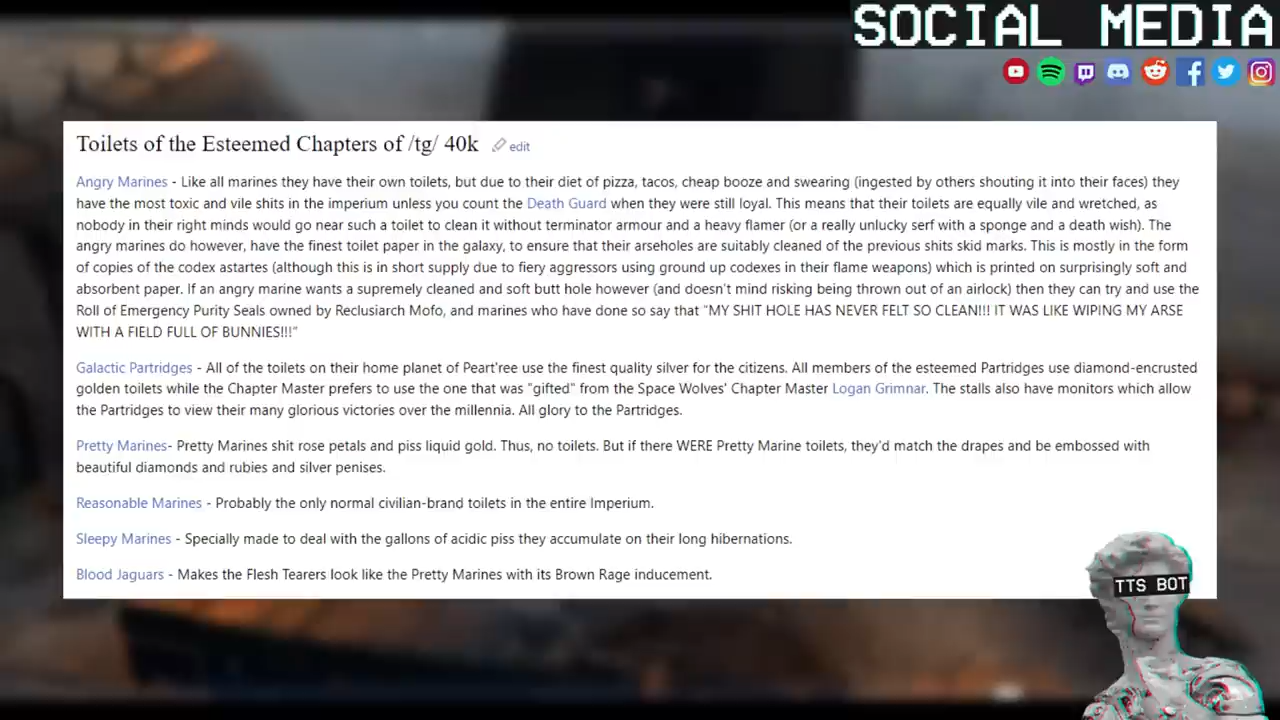 SOCIAL MEDIA
Toilets of the Esteemed Chapters of /tg/ 40k edit
Angry Marines - Like all marines they have their own toilets, but due to their diet of pizza, tacos, cheap booze and swearing (ingested by others shouting it into their faces) they
have the most toxic and vile shits in the imperium unless you count the Death Guard when they were still loyal. This means that their toilets are equally vile and wretched, as
nobody in their right minds would go near such a toilet to clean it without terminator armour and a heavy flamer (or a really unlucky serf with a sponge and a death wish). The
angry marines do however, have the finest toilet paper in the galaxy, to ensure that their arseholes are suitably cleaned of the previous shits skid marks. This is mostly in the form
of copies of the codex astartes (although this is in short supply due to fiery aggressors using ground up codexes in their flame weapons) which is printed on surprisingly soft and
absorbent paper. If an angry marine wants a supremely cleaned and soft butt hole however (and doesn't mind risking being thrown out of an airlock) then they can try and use the
Roll of Emergency Purity Seals owned by Reclusiarch Mofo, and marines who have done so say that "MY SHIT HOLE HAS NEVER FELT SO CLEAN!!! IT WAS LIKE WIPING MY ARSE
WITH A FIELD FULL OF BUNNIES!!!"
Galactic Partridges - All of the toilets on their home planet of Peart'ree use the finest quality silver for the citizens. All members of the esteemed Partridges use diamond-encrusted
golden toilets while the Chapter Master prefers to use the one that was "gifted" from the Space Wolves' Chapter Master Logan Grimnar. The stalls also have monitors which allow
the Partridges to view their many glorious victories over the millennia. All glory to the Partridges.
Pretty Marines- Pretty Marines shit rose petals and piss liquid gold. Thus, no toilets. But if there WERE Pretty Marine toilets, they'd match the drapes and be embossed with
beautiful diamonds and rubies and silver penises.
Reasonable Marines - Probably the only normal civilian-brand toilets in the entire Imperium.
Sleepy Marines - Specially made to deal with the gallons of acidic piss they accumulate on their long hibernations.
Blood Jaguars - Makes the Flesh Tearers look like the Pretty Marines with its Brown Rage inducement.
TTS BOT